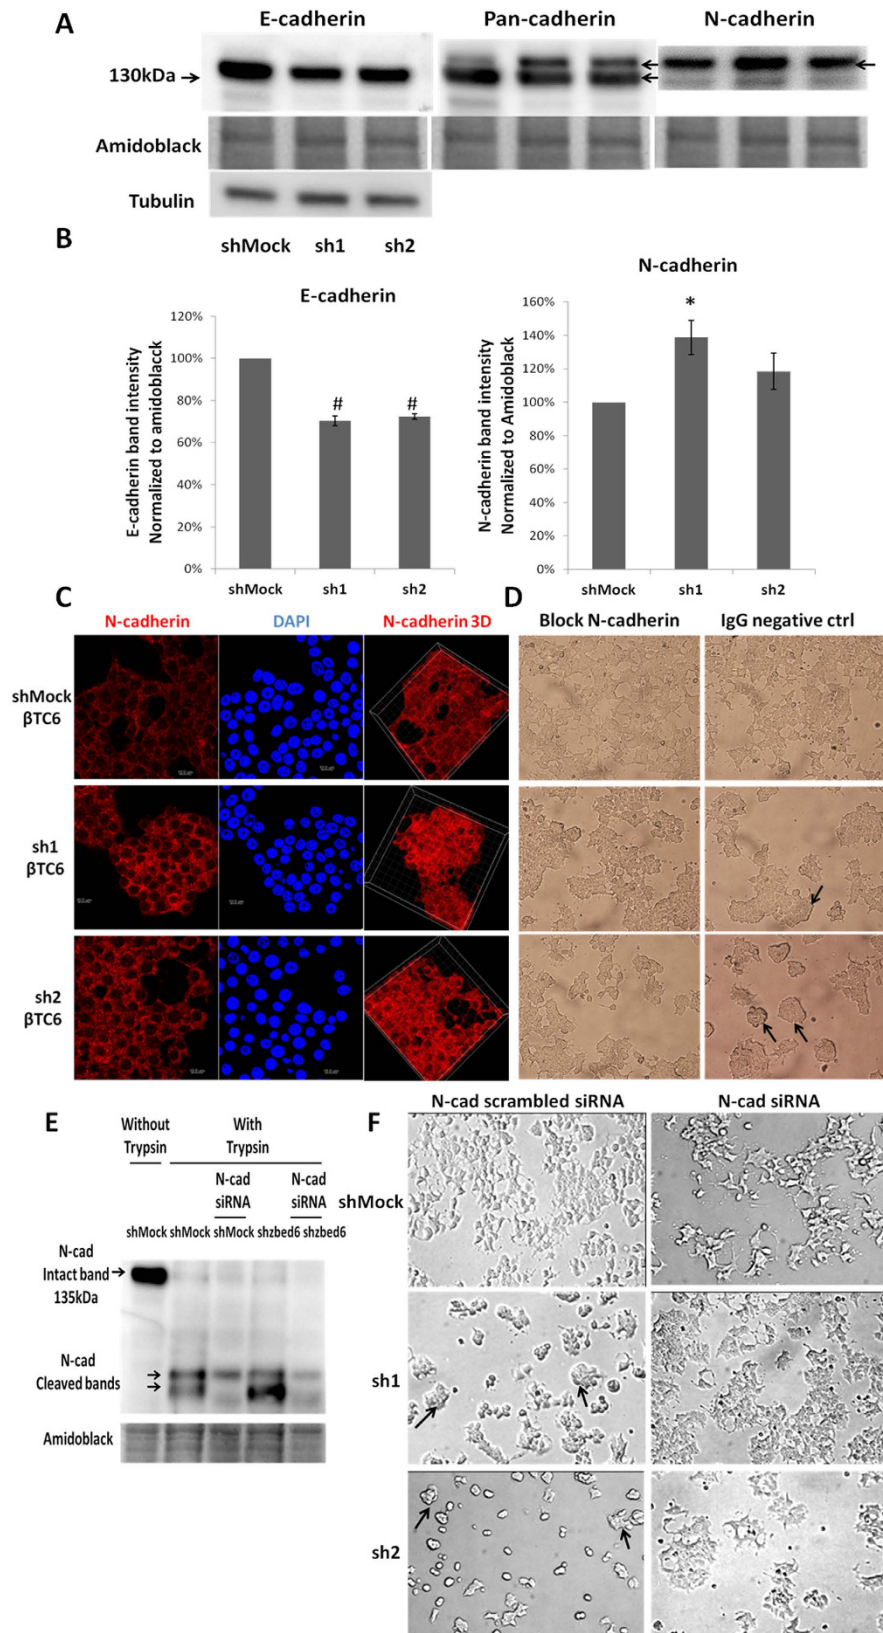 A
E-cadherin
Pan-cadherin
N-cadherin
130kDa
Amidoblack
Tubulin
shMock sh1 sh2
B
E-cadherin
E-cadherin band intensity
Normalized to amidoblacck
120%
100%
80%
60%
40%
20%
0%
# #
shMock sh1 sh2
N-cadherin
N-cadherin band intensity
Normalized to Amidoblack
160%
140%
120%
100%
80%
60%
40%
20%
0%
*
shMock sh1 sh2
C
N-cadherin DAPI N-cadherin 3D
shMock
βTC6
sh1
βTC6
sh2
βTC6
D
Block N-cadherin IgG negative ctrl
E
Without
Trypsin
With
Trypsin
N-cad
siRNA
N-cad
siRNA
shMock shMock shMock shzbed6 shzbed6
N-cad
Intact band
135kDa
N-cad
Cleaved bands
Amidoblack
F
N-cad scrambled siRNA N-cad siRNA
shMock
sh1
sh2